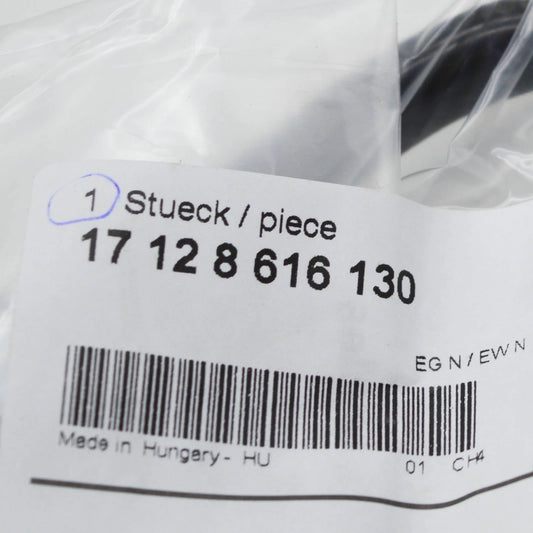 1 Stueck / piece
17 12 8 616 130
EG N / EW N
Made in Hungary - HU 01 CH4